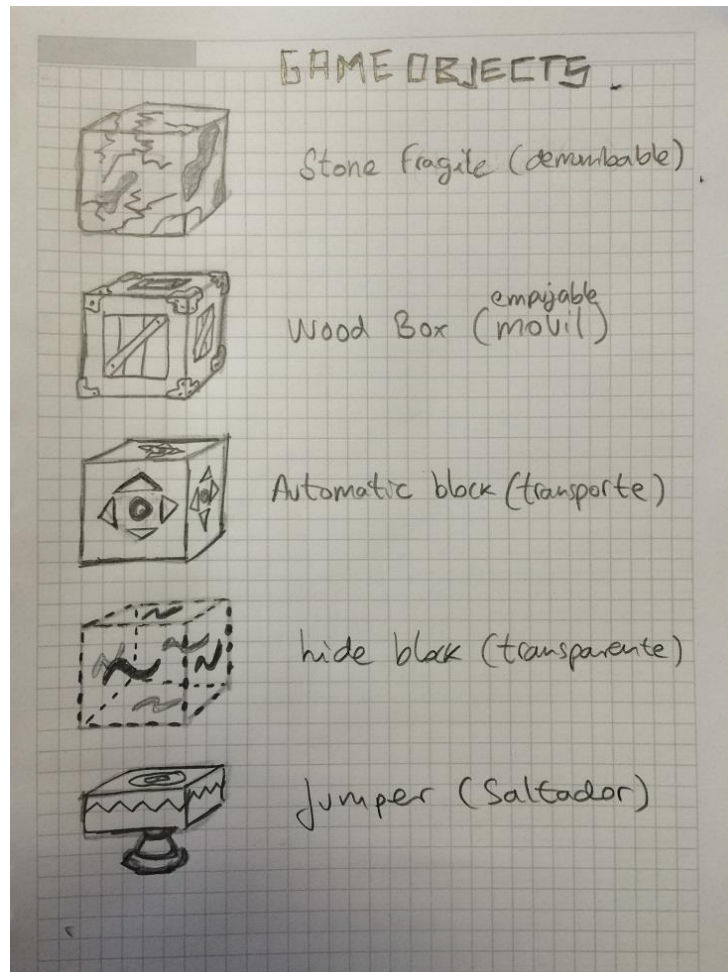 GAME OBJECTS.
Stone fragile (derrumbable)
empujable
Wood Box (movil)
Automatic block (transporte)
hide block (transparente)
jumper (Saltador)